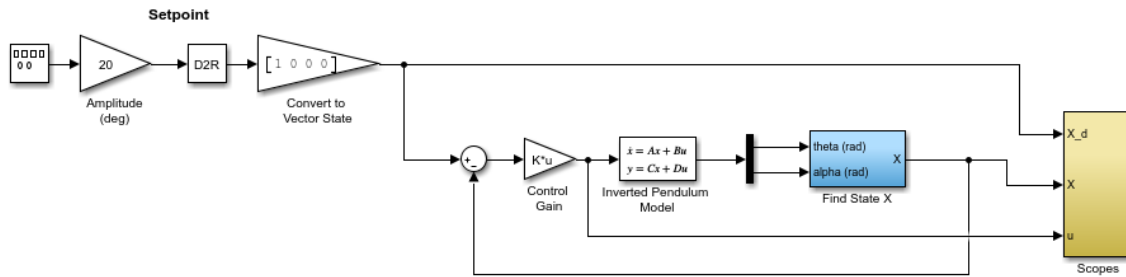 Setpoint
20
D2R
[1 0 0 0]
Amplitude
(deg)
Convert to
Vector State
X_d
+
-
K*u
ẋ = Ax + Bu
y = Cx + Du
theta (rad)
alpha (rad)
X
X
Control
Gain
Inverted Pendulum
Model
Find State X
u
Scopes